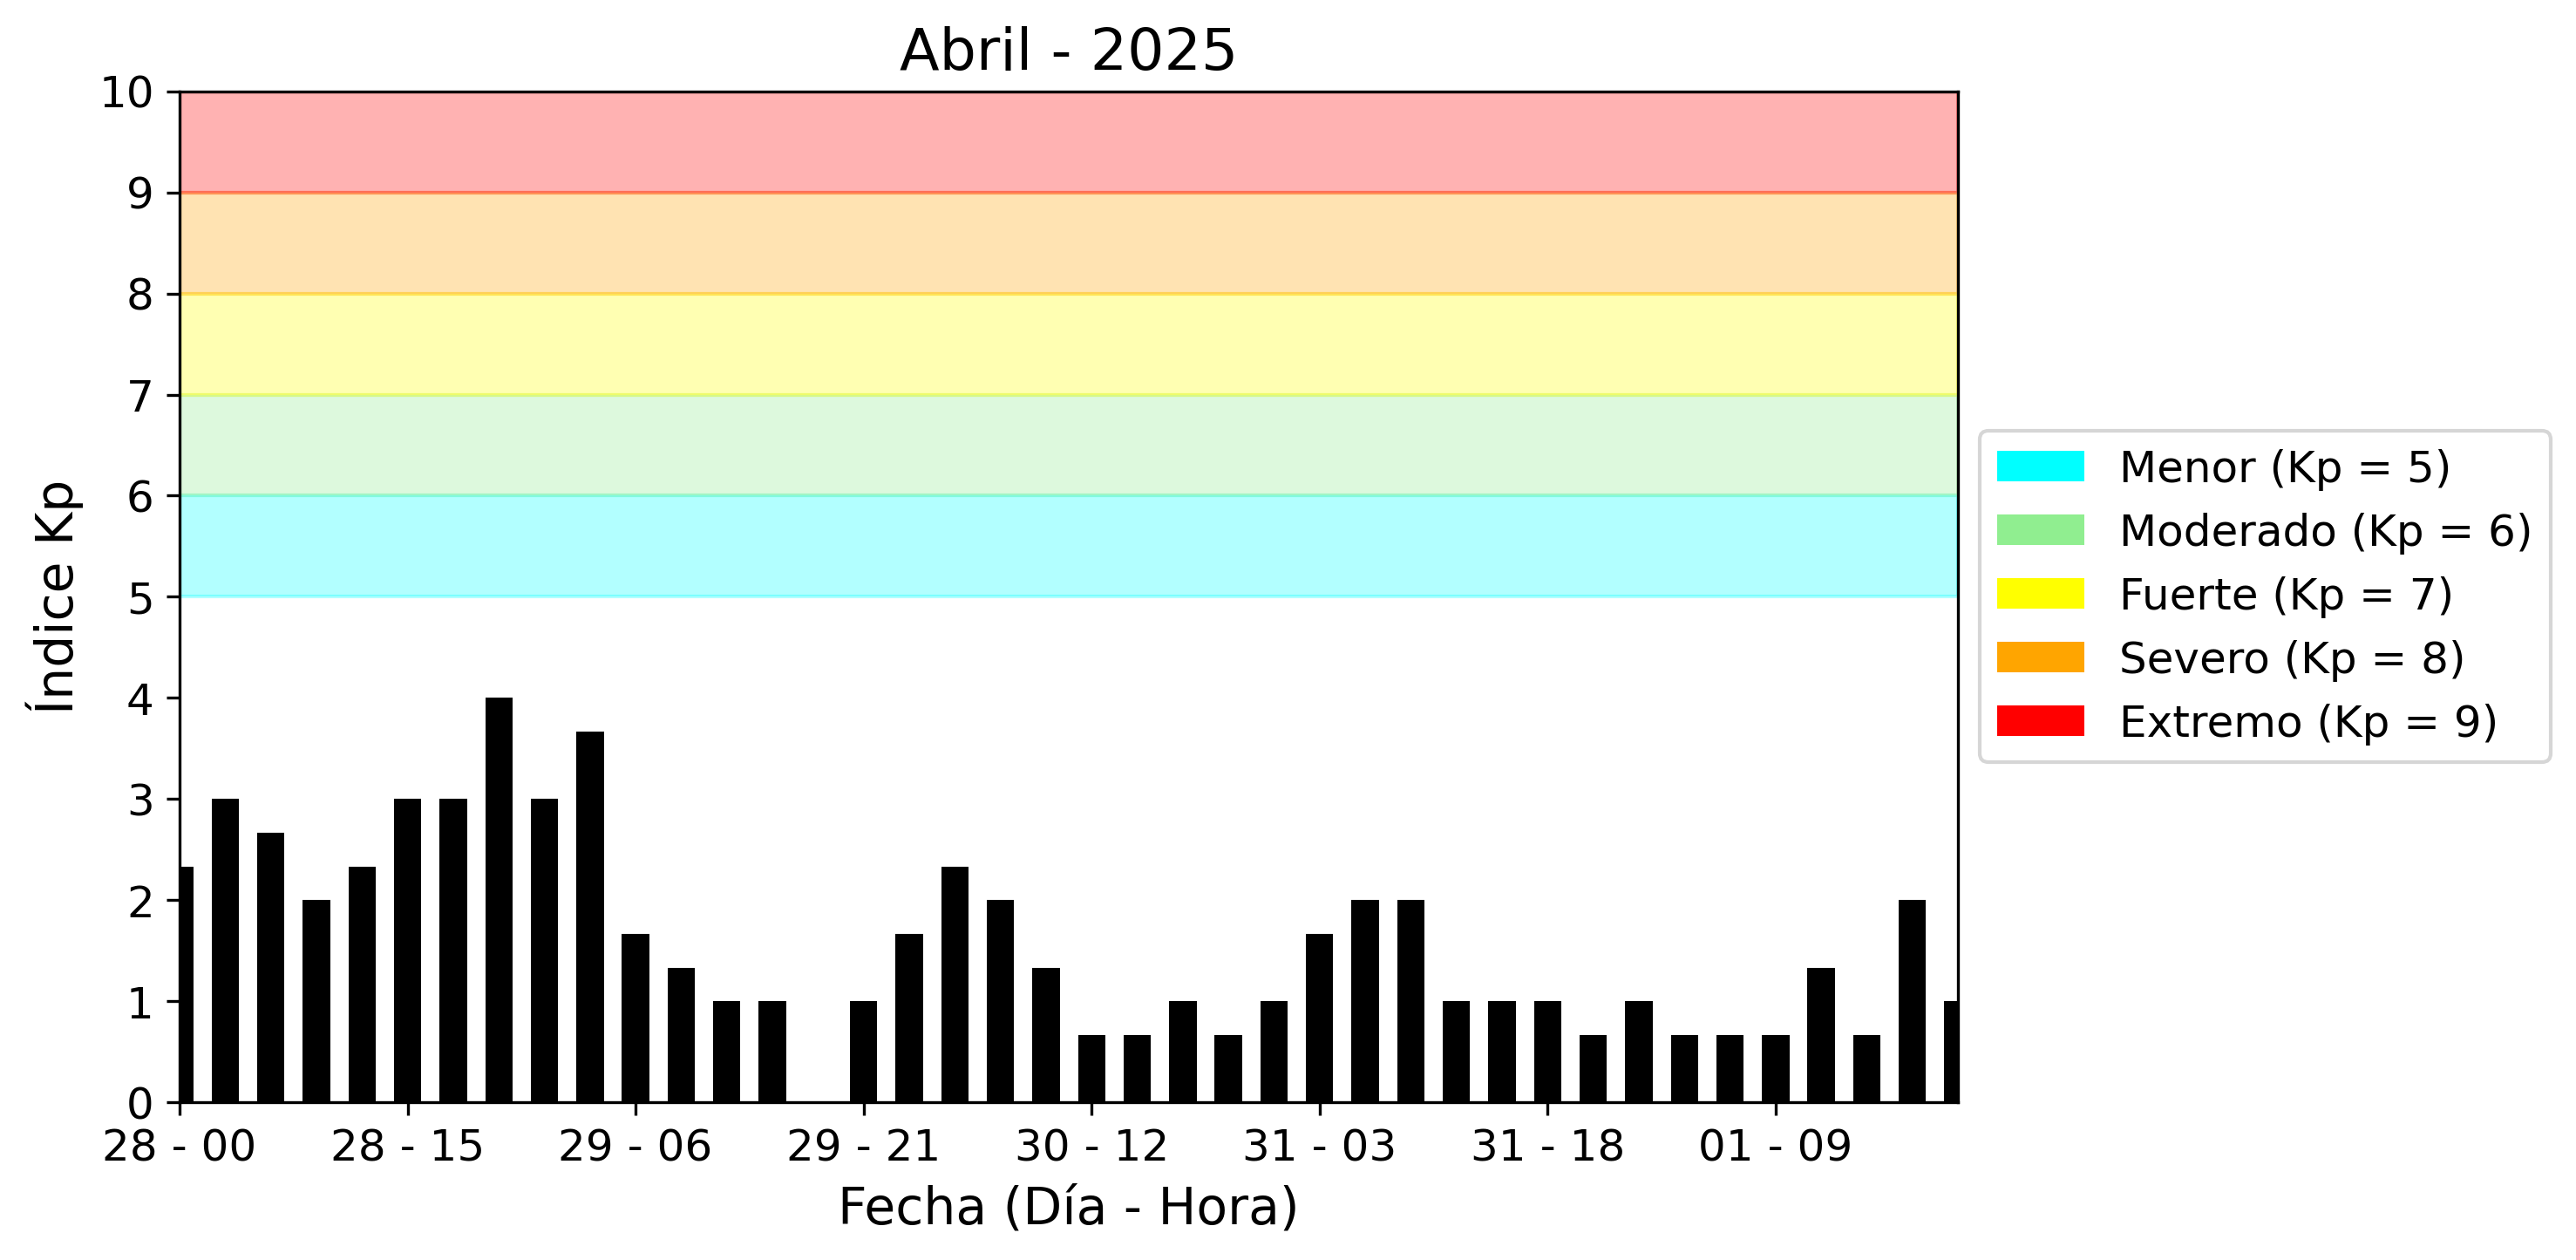 Abril - 2025
10
9
8
7
6
5
4
3
2
1
0
Índice Kp
28 - 00
28 - 15
29 - 06
29 - 21
30 - 12
31 - 03
31 - 18
01 - 09
Fecha (Día - Hora)
Menor (Kp = 5)
Moderado (Kp = 6)
Fuerte (Kp = 7)
Severo (Kp = 8)
Extremo (Kp = 9)